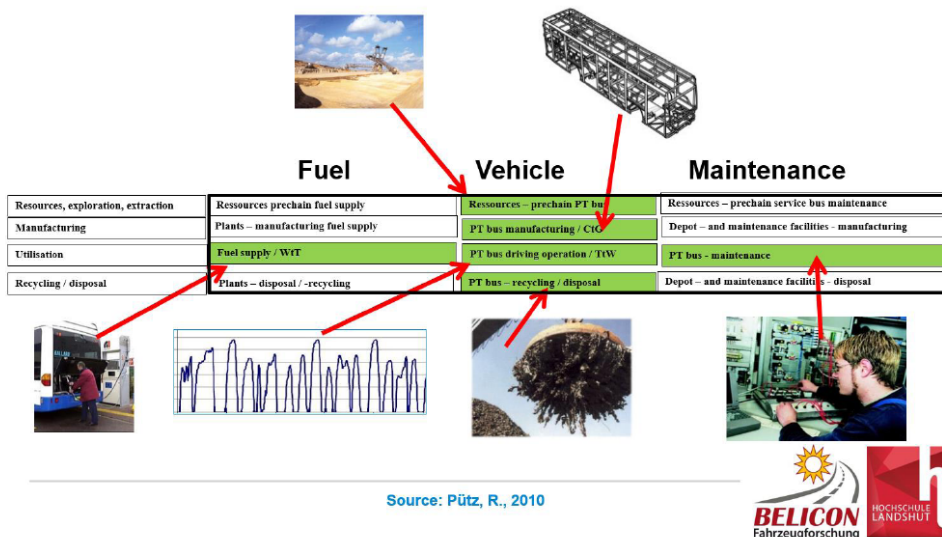 Fuel Vehicle Maintenance
Resources, exploration, extraction Ressources prechain fuel supply Ressources – prechain PT bus Ressources – prechain service bus maintenance
Manufacturing Plants – manufacturing fuel supply PT bus manufacturing / CtG Depot – and maintenance facilities - manufacturing
Utilisation Fuel supply / WtT PT bus driving operation / TtW PT bus - maintenance
Recycling / disposal Plants – disposal / -recycling PT bus – recycling / disposal Depot – and maintenance facilities - disposal
Source: Pütz, R., 2010
BELICON
Fahrzeugforschung
HOCHSCHULE
LANDSHUT